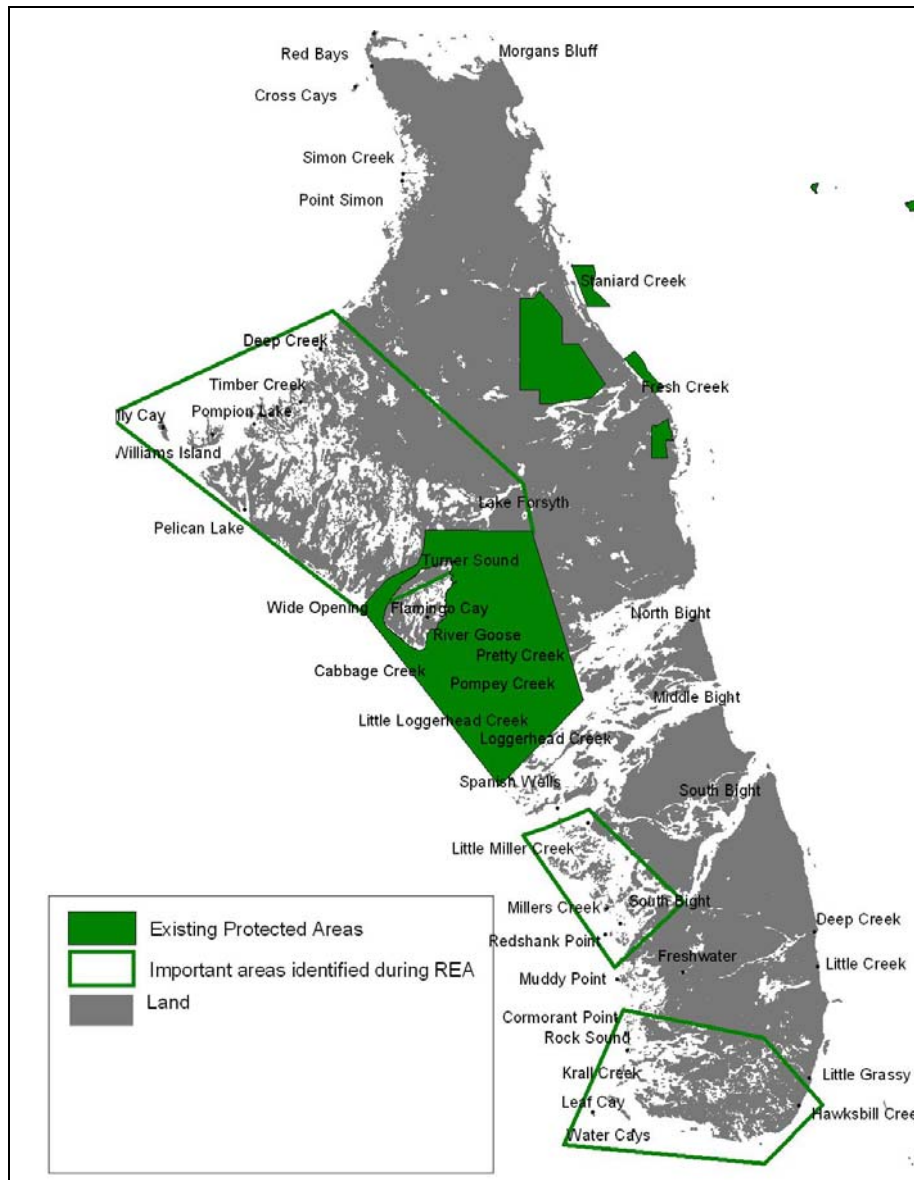 Morgans Bluff
Red Bays
Cross Cays
Simon Creek
Point Simon
Staniard Creek
Deep Creek
Timber Creek
Fresh Creek
Pompion Lake
lly Cay
Williams Island
Lake Forsyth
Pelican Lake
Turner Sound
Wide Opening
Flamingo Cay
North Bight
River Goose
Pretty Creek
Cabbage Creek
Pompey Creek
Middle Bight
Little Loggerhead Creek
Loggerhead Creek
Spanish Wells
South Bight
Little Miller Creek
Millers Creek
South Bight
Deep Creek
Redshank Point
Freshwater
Little Creek
Muddy Point
Cormorant Point
Rock Sound
Krall Creek
Little Grassy
Leaf Cay
Hawksbill Cree
Water Cays
Existing Protected Areas
Important areas identified during REA
Land